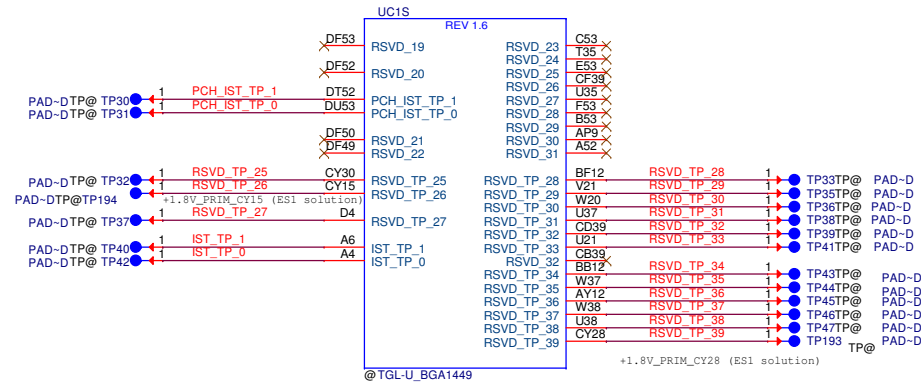 UC1S
REV 1.6
DF53 RSVD_19 RSVD_23 C53
RSVD_24 T35
DF52 RSVD_20 RSVD_25 E53
RSVD_26 CF39
PAD~D TP@ TP30 1 PCH_IST_TP_1 DT52 PCH_IST_TP_1 RSVD_27 U35
PAD~D TP@ TP31 1 PCH_IST_TP_0 DU53 PCH_IST_TP_0 RSVD_28 F53
RSVD_29 B53
DF50 RSVD_21 RSVD_30 AP9
DF49 RSVD_22 RSVD_31 A52
PAD~D TP@ TP32 1 RSVD_TP_25 CY30 RSVD_TP_25 RSVD_TP_28 BF12 RSVD_TP_28 1 TP33 TP@ PAD~D
PAD~D TP@ TP194 1 RSVD_TP_26 CY15 RSVD_TP_26 RSVD_TP_29 V21 RSVD_TP_29 1 TP35 TP@ PAD~D
+1.8V_PRIM_CY15 (ES1 solution)
RSVD_TP_30 W20 RSVD_TP_30 1 TP36 TP@ PAD~D
PAD~D TP@ TP37 1 RSVD_TP_27 D4 RSVD_TP_27 RSVD_TP_31 U37 RSVD_TP_31 1 TP38 TP@ PAD~D
RSVD_TP_32 CD39 RSVD_TP_32 1 TP39 TP@ PAD~D
PAD~D TP@ TP40 1 IST_TP_1 A6 IST_TP_1 RSVD_TP_33 U21 RSVD_TP_33 1 TP41 TP@ PAD~D
PAD~D TP@ TP42 1 IST_TP_0 A4 IST_TP_0 RSVD_32 CB39
RSVD_TP_34 BB12 RSVD_TP_34 1 TP43 TP@ PAD~D
RSVD_TP_35 W37 RSVD_TP_35 1 TP44 TP@ PAD~D
RSVD_TP_36 AY12 RSVD_TP_36 1 TP45 TP@ PAD~D
RSVD_TP_37 W38 RSVD_TP_37 1 TP46 TP@ PAD~D
RSVD_TP_38 U38 RSVD_TP_38 1 TP47 TP@ PAD~D
RSVD_TP_39 CY28 RSVD_TP_39 1 TP193 TP@ PAD~D
+1.8V_PRIM_CY28 (ES1 solution)
@ TGL-U_BGA1449